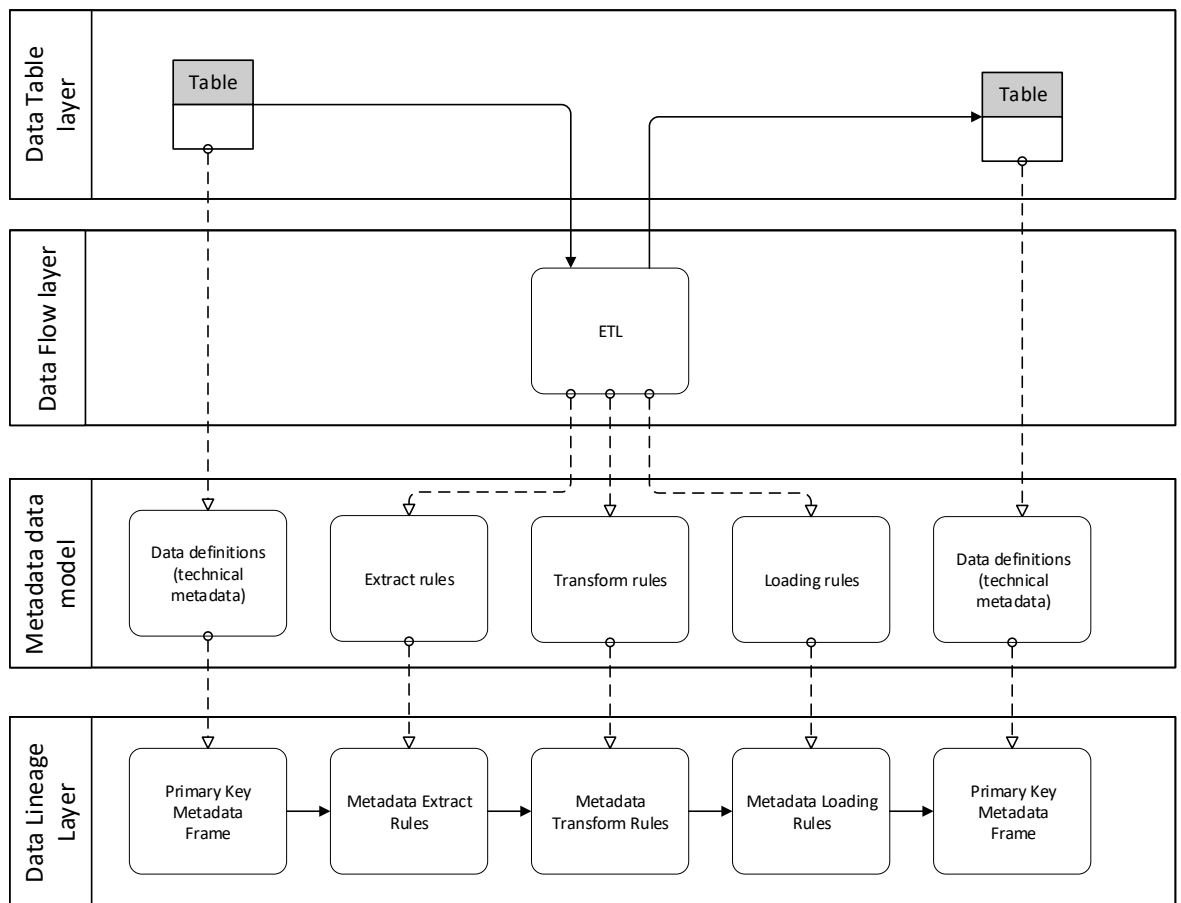 Data Table
layer
Table
Table
Data Flow layer
ETL
Metadata data
model
Data definitions
(technical
metadata)
Extract rules
Transform rules
Loading rules
Data definitions
(technical
metadata)
Data Lineage
Layer
Primary Key
Metadata
Frame
Metadata Extract
Rules
Metadata
Transform Rules
Metadata Loading
Rules
Primary Key
Metadata
Frame